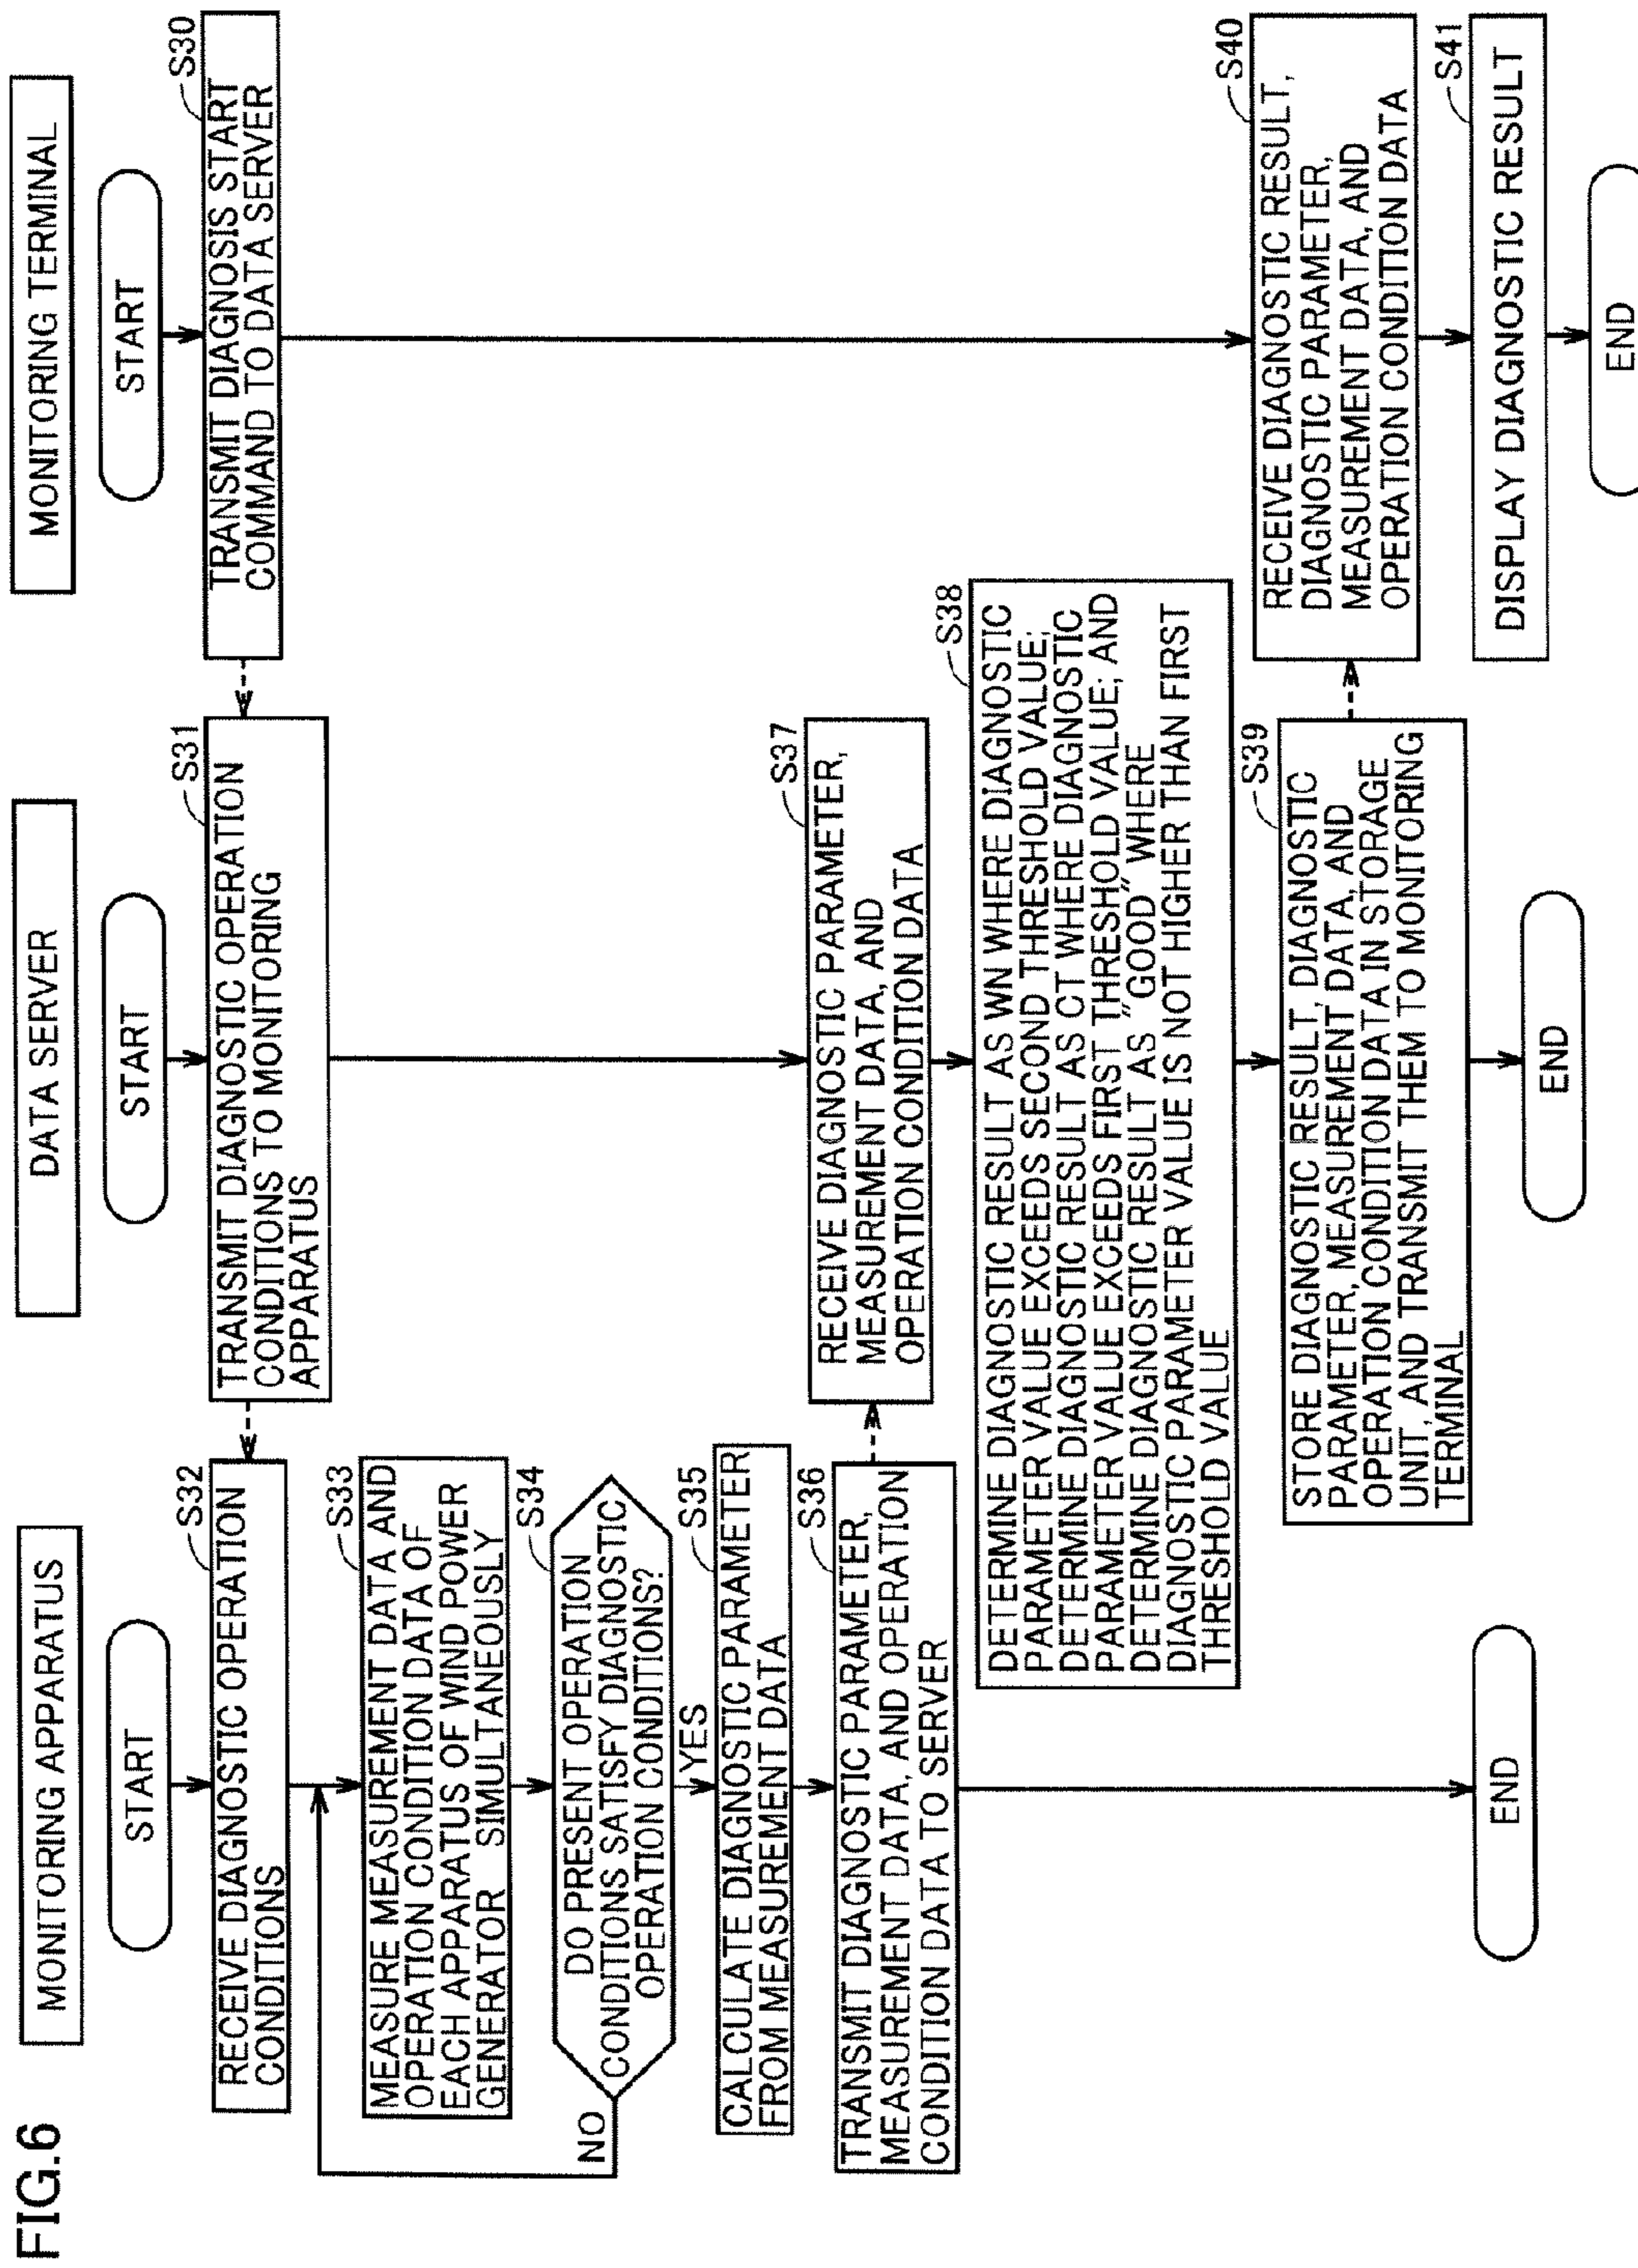 FIG.6
MONITORING APPARATUS
START
S32
RECEIVE DIAGNOSTIC OPERATION
CONDITIONS
S33
MEASURE MEASUREMENT DATA AND
OPERATION CONDITION DATA OF
EACH APPARATUS OF WIND POWER
GENERATOR SIMULTANEOUSLY
S34
DO PRESENT OPERATION
CONDITIONS SATISFY DIAGNOSTIC
OPERATION CONDITIONS?
NO
YES
S35
CALCULATE DIAGNOSTIC PARAMETER
FROM MEASUREMENT DATA
S36
TRANSMIT DIAGNOSTIC PARAMETER,
MEASUREMENT DATA, AND OPERATION
CONDITION DATA TO SERVER
END
DATA SERVER
START
S31
TRANSMIT DIAGNOSTIC OPERATION
CONDITIONS TO MONITORING
APPARATUS
S37
RECEIVE DIAGNOSTIC PARAMETER,
MEASUREMENT DATA, AND
OPERATION CONDITION DATA
S38
DETERMINE DIAGNOSTIC RESULT AS WN WHERE DIAGNOSTIC
PARAMETER VALUE EXCEEDS SECOND THRESHOLD VALUE;
DETERMINE DIAGNOSTIC RESULT AS CT WHERE DIAGNOSTIC
PARAMETER VALUE EXCEEDS FIRST THRESHOLD VALUE; AND
DETERMINE DIAGNOSTIC RESULT AS "GOOD" WHERE
DIAGNOSTIC PARAMETER VALUE IS NOT HIGHER THAN FIRST
THRESHOLD VALUE
S39
STORE DIAGNOSTIC RESULT, DIAGNOSTIC
PARAMETER, MEASUREMENT DATA, AND
OPERATION CONDITION DATA IN STORAGE
UNIT, AND TRANSMIT THEM TO MONITORING
TERMINAL
END
MONITORING TERMINAL
START
S30
TRANSMIT DIAGNOSIS START
COMMAND TO DATA SERVER
S40
RECEIVE DIAGNOSTIC RESULT,
DIAGNOSTIC PARAMETER,
MEASUREMENT DATA, AND
OPERATION CONDITION DATA
S41
DISPLAY DIAGNOSTIC RESULT
END